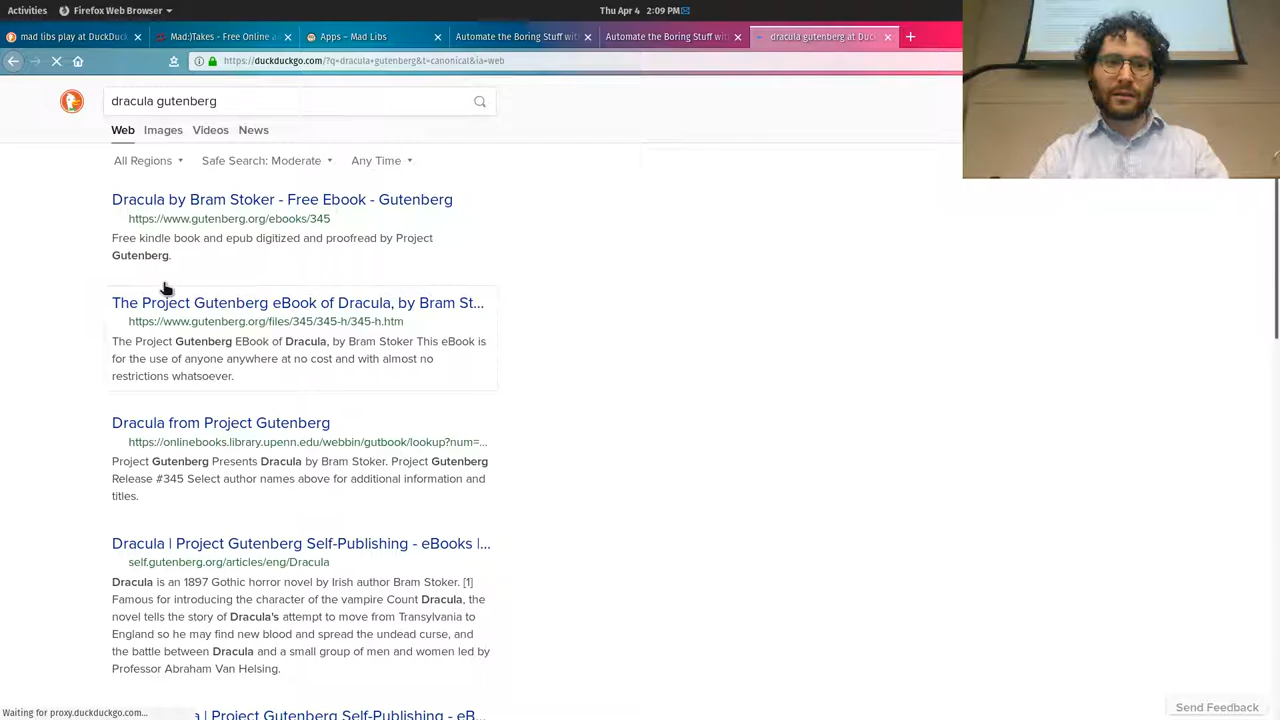 Activities Firefox Web Browser Thu Apr 4 2:09 PM
mad libs play at DuckDu Mad:)Takes - Free Online a Apps – Mad Libs Automate the Boring Stuff wit Automate the Boring Stuff wit dracula gutenberg at Duc
https://duckduckgo.com/?q=dracula+gutenberg&t=canonical&ia=web
dracula gutenberg
Web Images Videos News
All Regions Safe Search: Moderate Any Time
Dracula by Bram Stoker - Free Ebook - Gutenberg
https://www.gutenberg.org/ebooks/345
Free kindle book and epub digitized and proofread by Project
Gutenberg.
The Project Gutenberg eBook of Dracula, by Bram St...
https://www.gutenberg.org/files/345/345-h/345-h.htm
The Project Gutenberg EBook of Dracula, by Bram Stoker This eBook is
for the use of anyone anywhere at no cost and with almost no
restrictions whatsoever.
Dracula from Project Gutenberg
https://onlinebooks.library.upenn.edu/webbin/gutbook/lookup?num=...
Project Gutenberg Presents Dracula by Bram Stoker. Project Gutenberg
Release #345 Select author names above for additional information and
titles.
Dracula | Project Gutenberg Self-Publishing - eBooks |...
self.gutenberg.org/articles/eng/Dracula
Dracula is an 1897 Gothic horror novel by Irish author Bram Stoker. [1]
Famous for introducing the character of the vampire Count Dracula, the
novel tells the story of Dracula's attempt to move from Transylvania to
England so he may find new blood and spread the undead curse, and
the battle between Dracula and a small group of men and women led by
Professor Abraham Van Helsing.
a | Project Gutenberg Self-Publishing - eB...
Waiting for proxy.duckduckgo.com...
Send Feedback